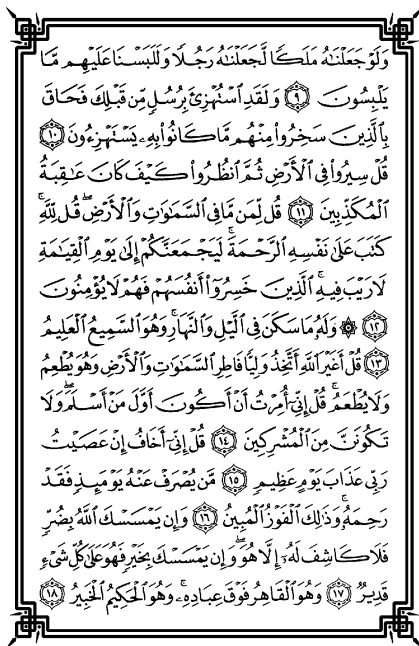 وَلَوْ جَعَلْنَٰهُ مَلَكًا لَّجَعَلْنَٰهُ رَجُلًا وَلَلَبَسْنَا عَلَيْهِم مَّا
يَلْبِسُونَ ٩ وَلَقَدِ ٱسْتُهْزِئَ بِرُسُلٍ مِّن قَبْلِكَ فَحَاقَ
بِٱلَّذِينَ سَخِرُوا۟ مِنْهُم مَّا كَانُوا۟ بِهِۦ يَسْتَهْزِءُونَ ١٠
قُلْ سِيرُوا۟ فِى ٱلْأَرْضِ ثُمَّ ٱنظُرُوا۟ كَيْفَ كَانَ عَٰقِبَةُ
ٱلْمُكَذِّبِينَ ١١ قُل لِّمَن مَّا فِى ٱلسَّمَٰوَٰتِ وَٱلْأَرْضِ ۖ قُل لِّلَّهِ ۚ
كَتَبَ عَلَىٰ نَفْسِهِ ٱلرَّحْمَةَ ۚ لَيَجْمَعَنَّكُمْ إِلَىٰ يَوْمِ ٱلْقِيَٰمَةِ
لَا رَيْبَ فِيهِ ۚ ٱلَّذِينَ خَسِرُوٓا۟ أَنفُسَهُمْ فَهُمْ لَا يُؤْمِنُونَ
١٢ ۞ وَلَهُۥ مَا سَكَنَ فِى ٱلَّيْلِ وَٱلنَّهَارِ ۚ وَهُوَ ٱلسَّمِيعُ ٱلْعَلِيمُ
١٣ قُلْ أَغَيْرَ ٱللَّهِ أَتَّخِذُ وَلِيًّا فَاطِرِ ٱلسَّمَٰوَٰتِ وَٱلْأَرْضِ وَهُوَ يُطْعِمُ
وَلَا يُطْعَمُ ۗ قُلْ إِنِّىٓ أُمِرْتُ أَنْ أَكُونَ أَوَّلَ مَنْ أَسْلَمَ ۖ وَلَا
تَكُونَنَّ مِنَ ٱلْمُشْرِكِينَ ١٤ قُلْ إِنِّىٓ أَخَافُ إِنْ عَصَيْتُ
رَبِّى عَذَابَ يَوْمٍ عَظِيمٍ ١٥ مَّن يُصْرَفْ عَنْهُ يَوْمَئِذٍ فَقَدْ
رَحِمَهُۥ ۚ وَذَٰلِكَ ٱلْفَوْزُ ٱلْمُبِينُ ١٦ وَإِن يَمْسَسْكَ ٱللَّهُ بِضُرٍّ
فَلَا كَاشِفَ لَهُۥٓ إِلَّا هُوَ ۖ وَإِن يَمْسَسْكَ بِخَيْرٍ فَهُوَ عَلَىٰ كُلِّ شَىْءٍ
قَدِيرٌ ١٧ وَهُوَ ٱلْقَاهِرُ فَوْقَ عِبَادِهِۦ ۚ وَهُوَ ٱلْحَكِيمُ ٱلْخَبِيرُ ١٨